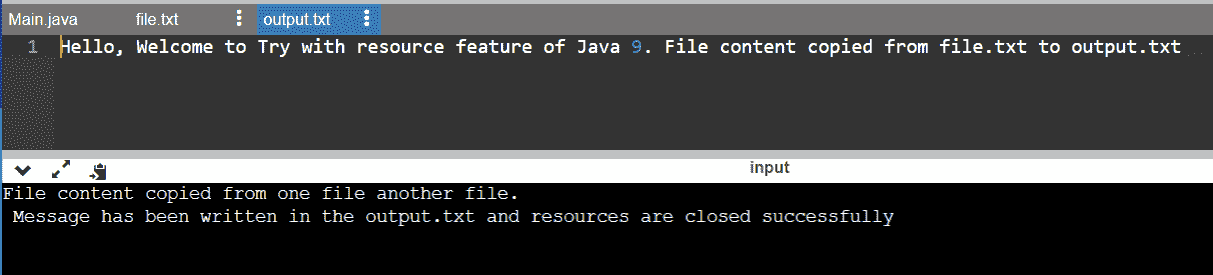 Main.java file.txt output.txt
1 Hello, Welcome to Try with resource feature of Java 9. File content copied from file.txt to output.txt
input
File content copied from one file another file.
Message has been written in the output.txt and resources are closed successfully